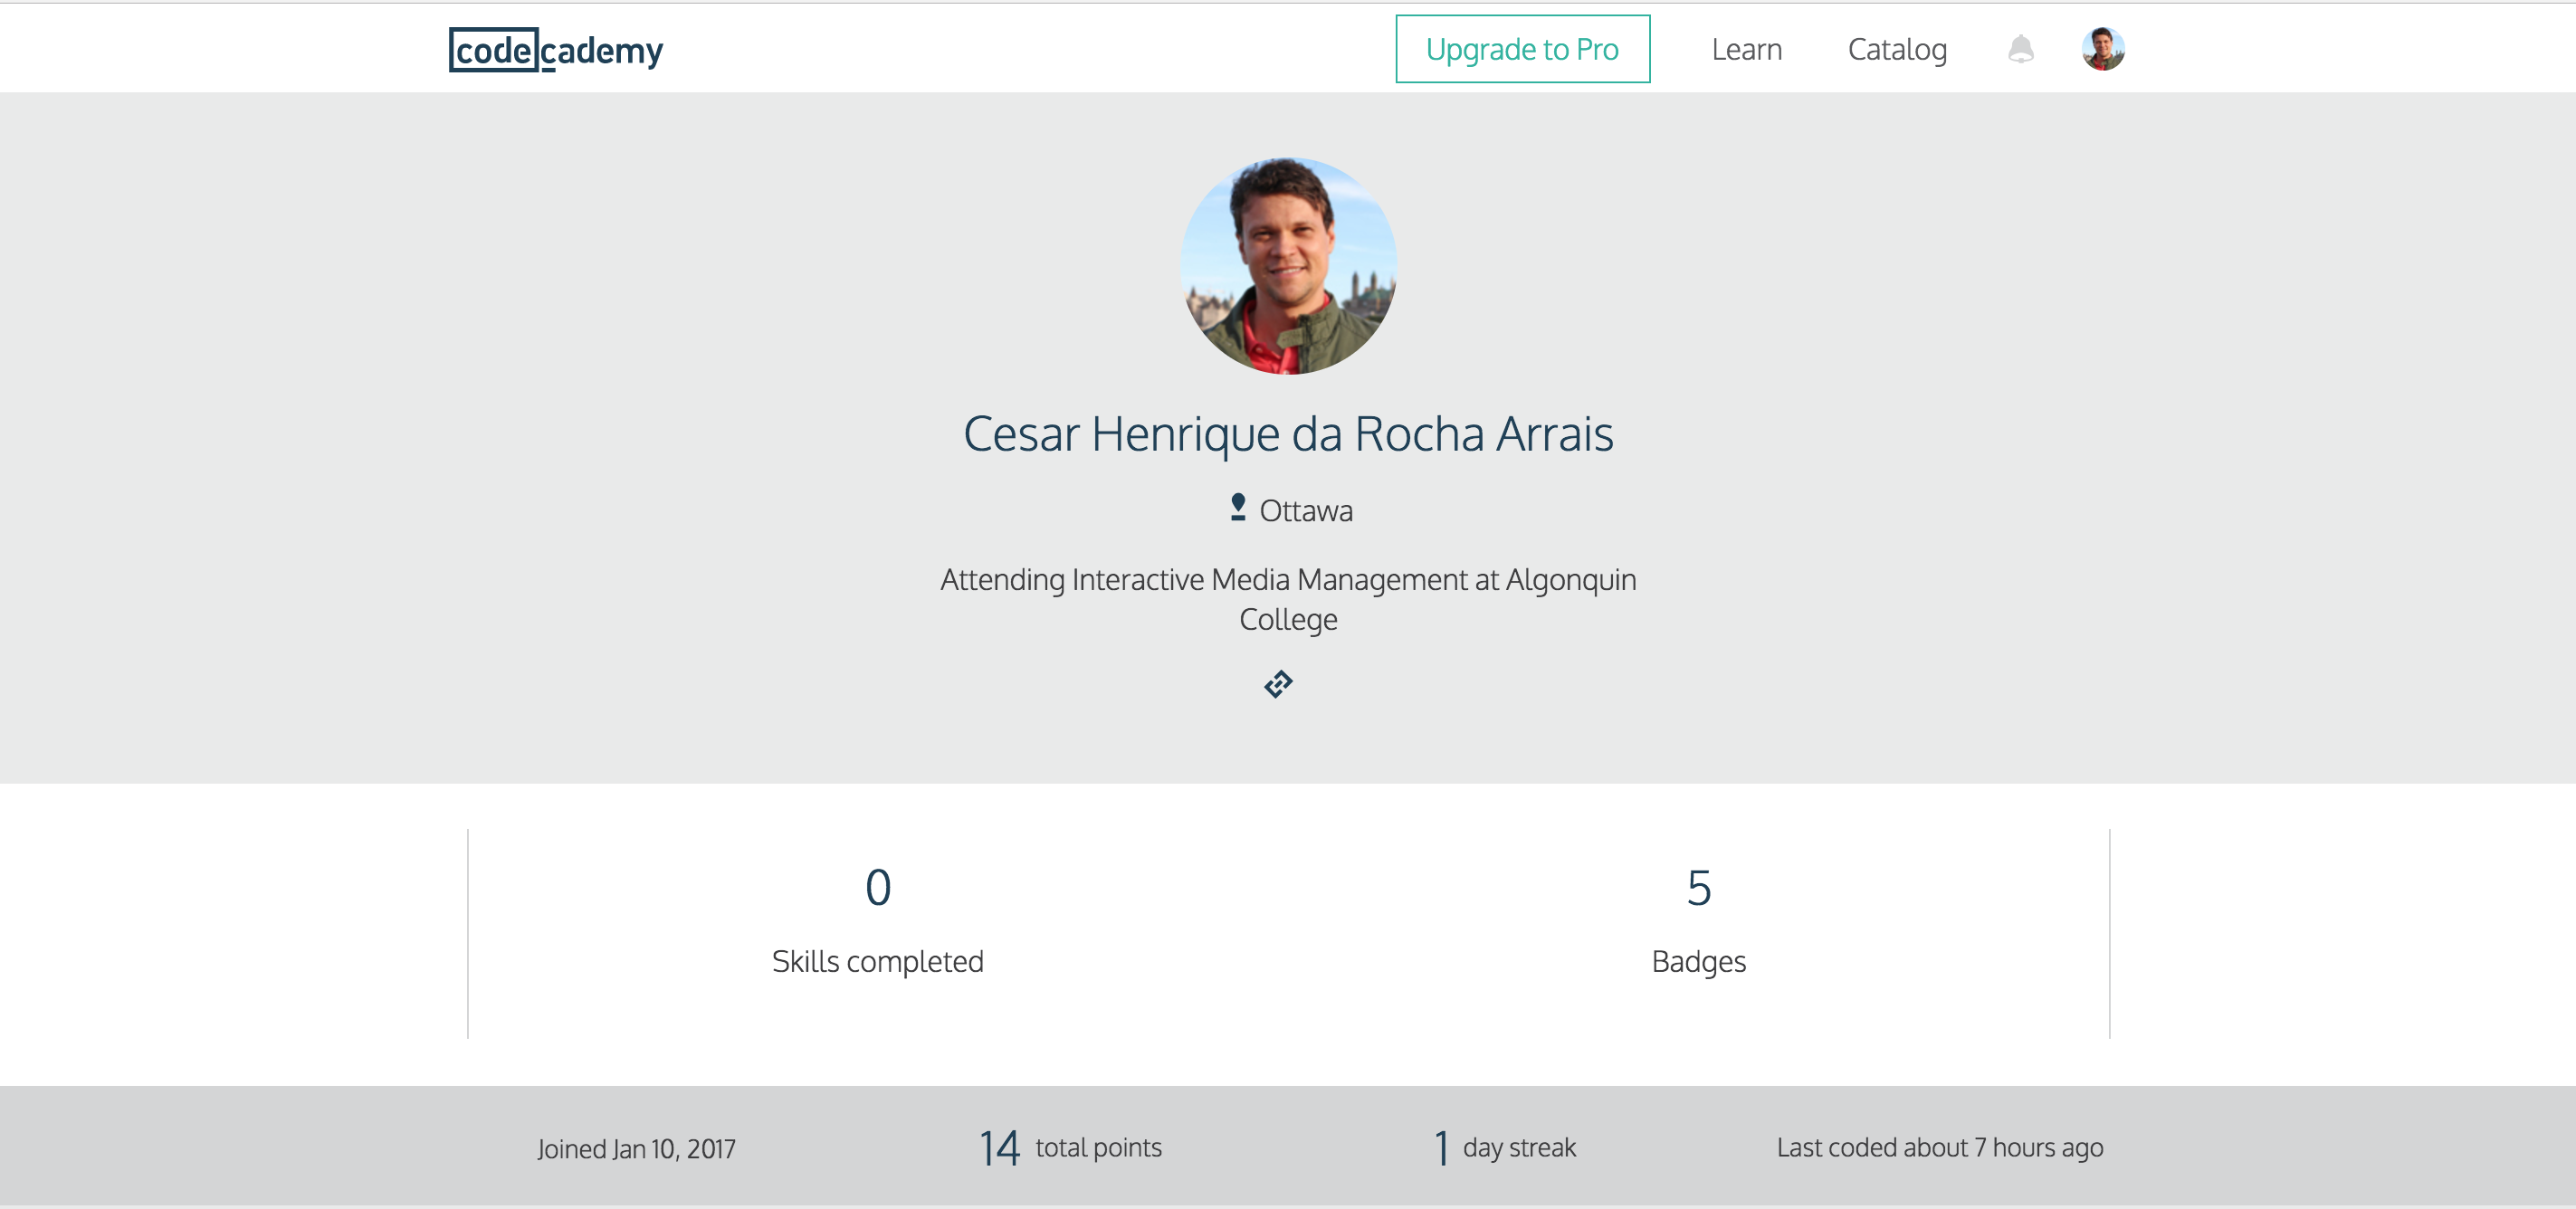 codecademy
Upgrade to Pro
Learn
Catalog
Cesar Henrique da Rocha Arrais
Ottawa
Attending Interactive Media Management at Algonquin
College
0
Skills completed
5
Badges
Joined Jan 10, 2017
14 total points
1 day streak
Last coded about 7 hours ago